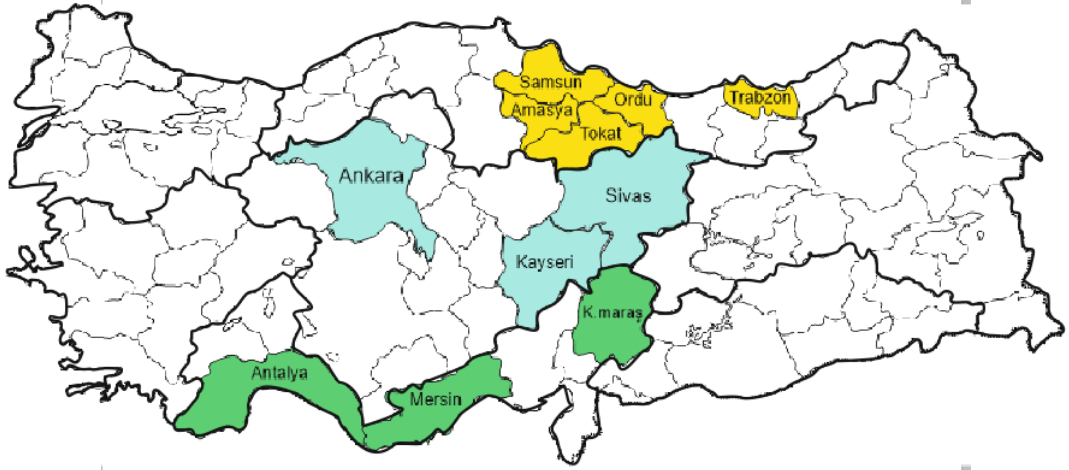 Samsun
Trabzon
Ordu
Amasya
Tokat
Ankara
Sivas
Kayseri
K.maraş
Antalya
Mersin